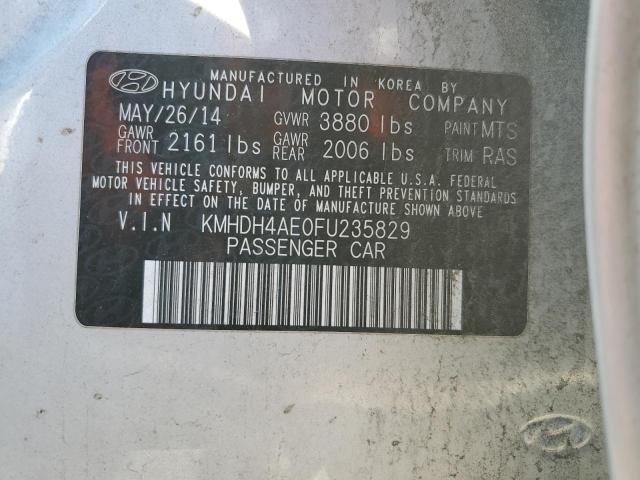 MANUFACTURED IN KOREA BY
HYUNDAI MOTOR COMPANY
MAY/26/14 GVWR 3880 lbs PAINT MTS
GAWR FRONT 2161 lbs GAWR REAR 2006 lbs TRIM RAS
THIS VEHICLE CONFORMS TO ALL APPLICABLE U.S.A. FEDERAL
MOTOR VEHICLE SAFETY, BUMPER, AND THEFT PREVENTION STANDARDS
IN EFFECT ON THE DATE OF MANUFACTURE SHOWN ABOVE
V.I.N KMHDH4AE0FU235829
PASSENGER CAR